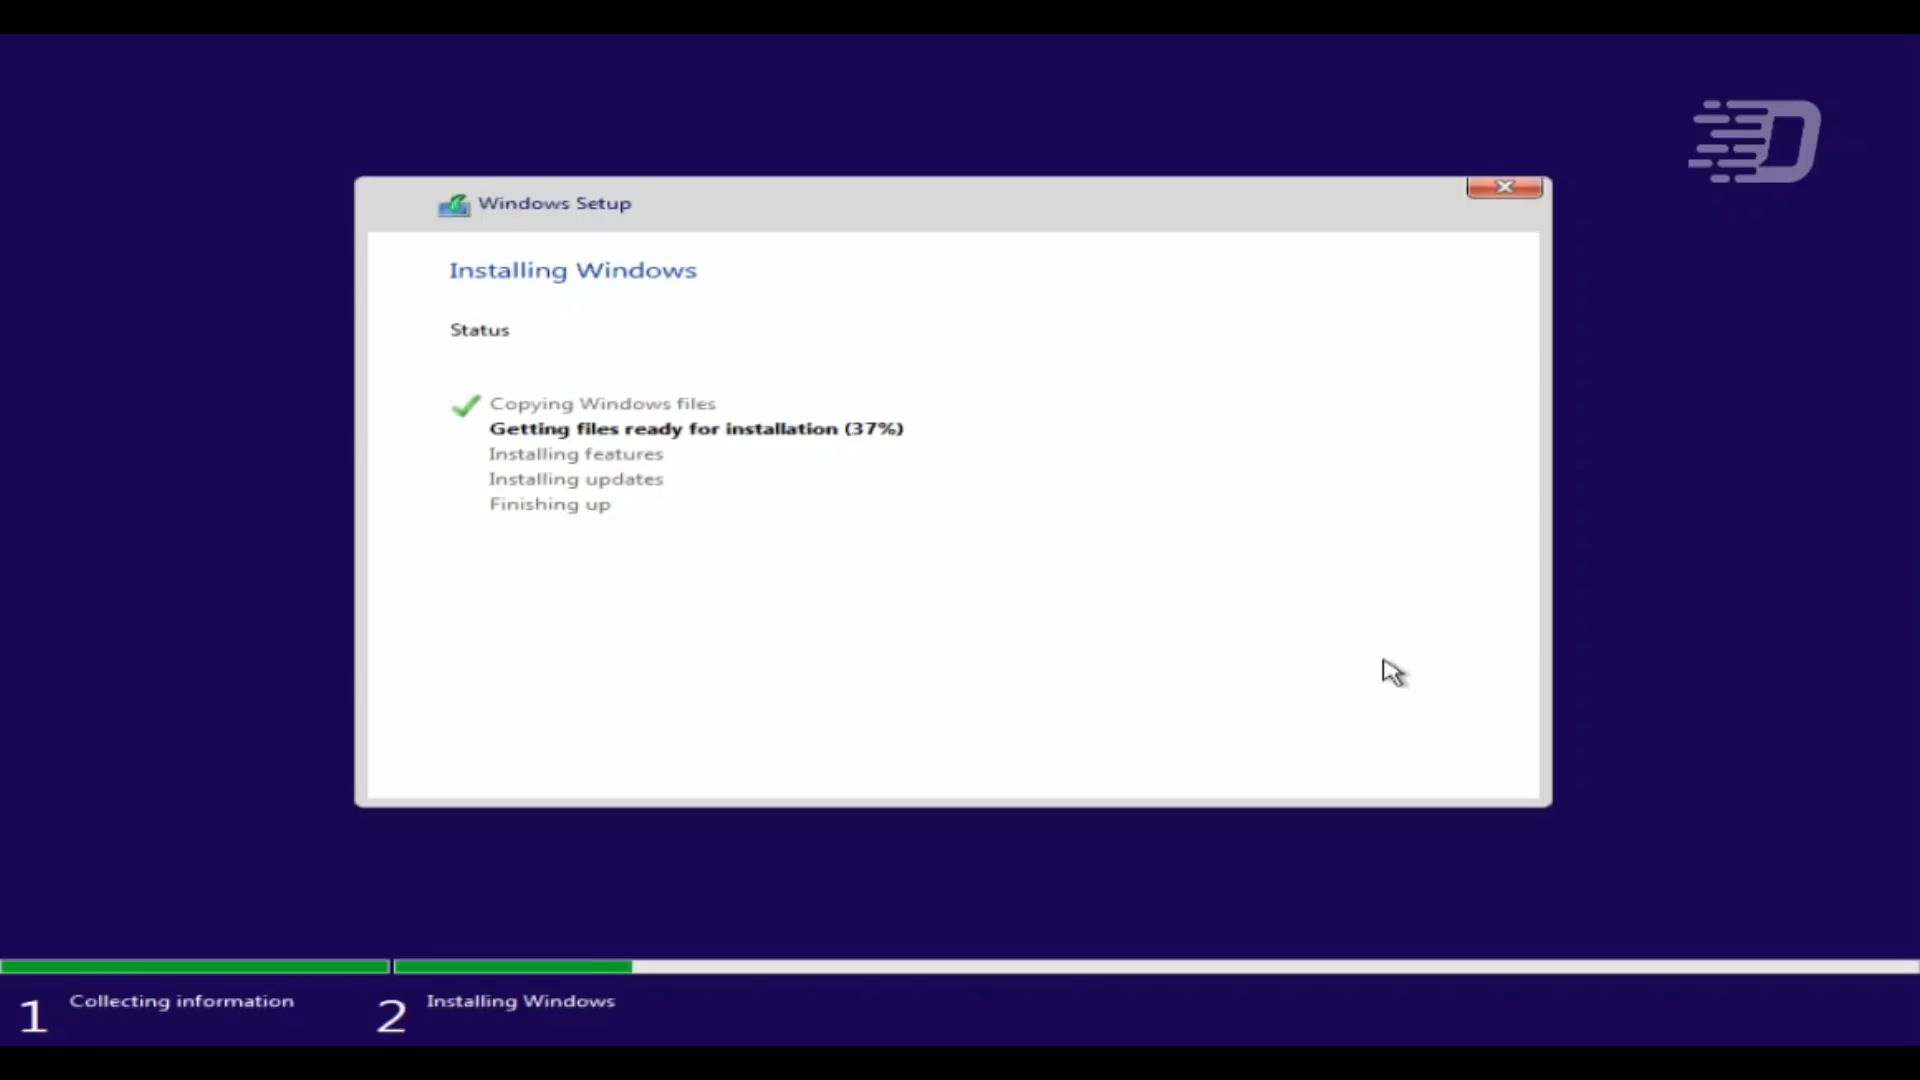 Windows Setup
Installing Windows
Status
Copying Windows files
Getting files ready for installation (37%)
Installing features
Installing updates
Finishing up
1 Collecting information
2 Installing Windows